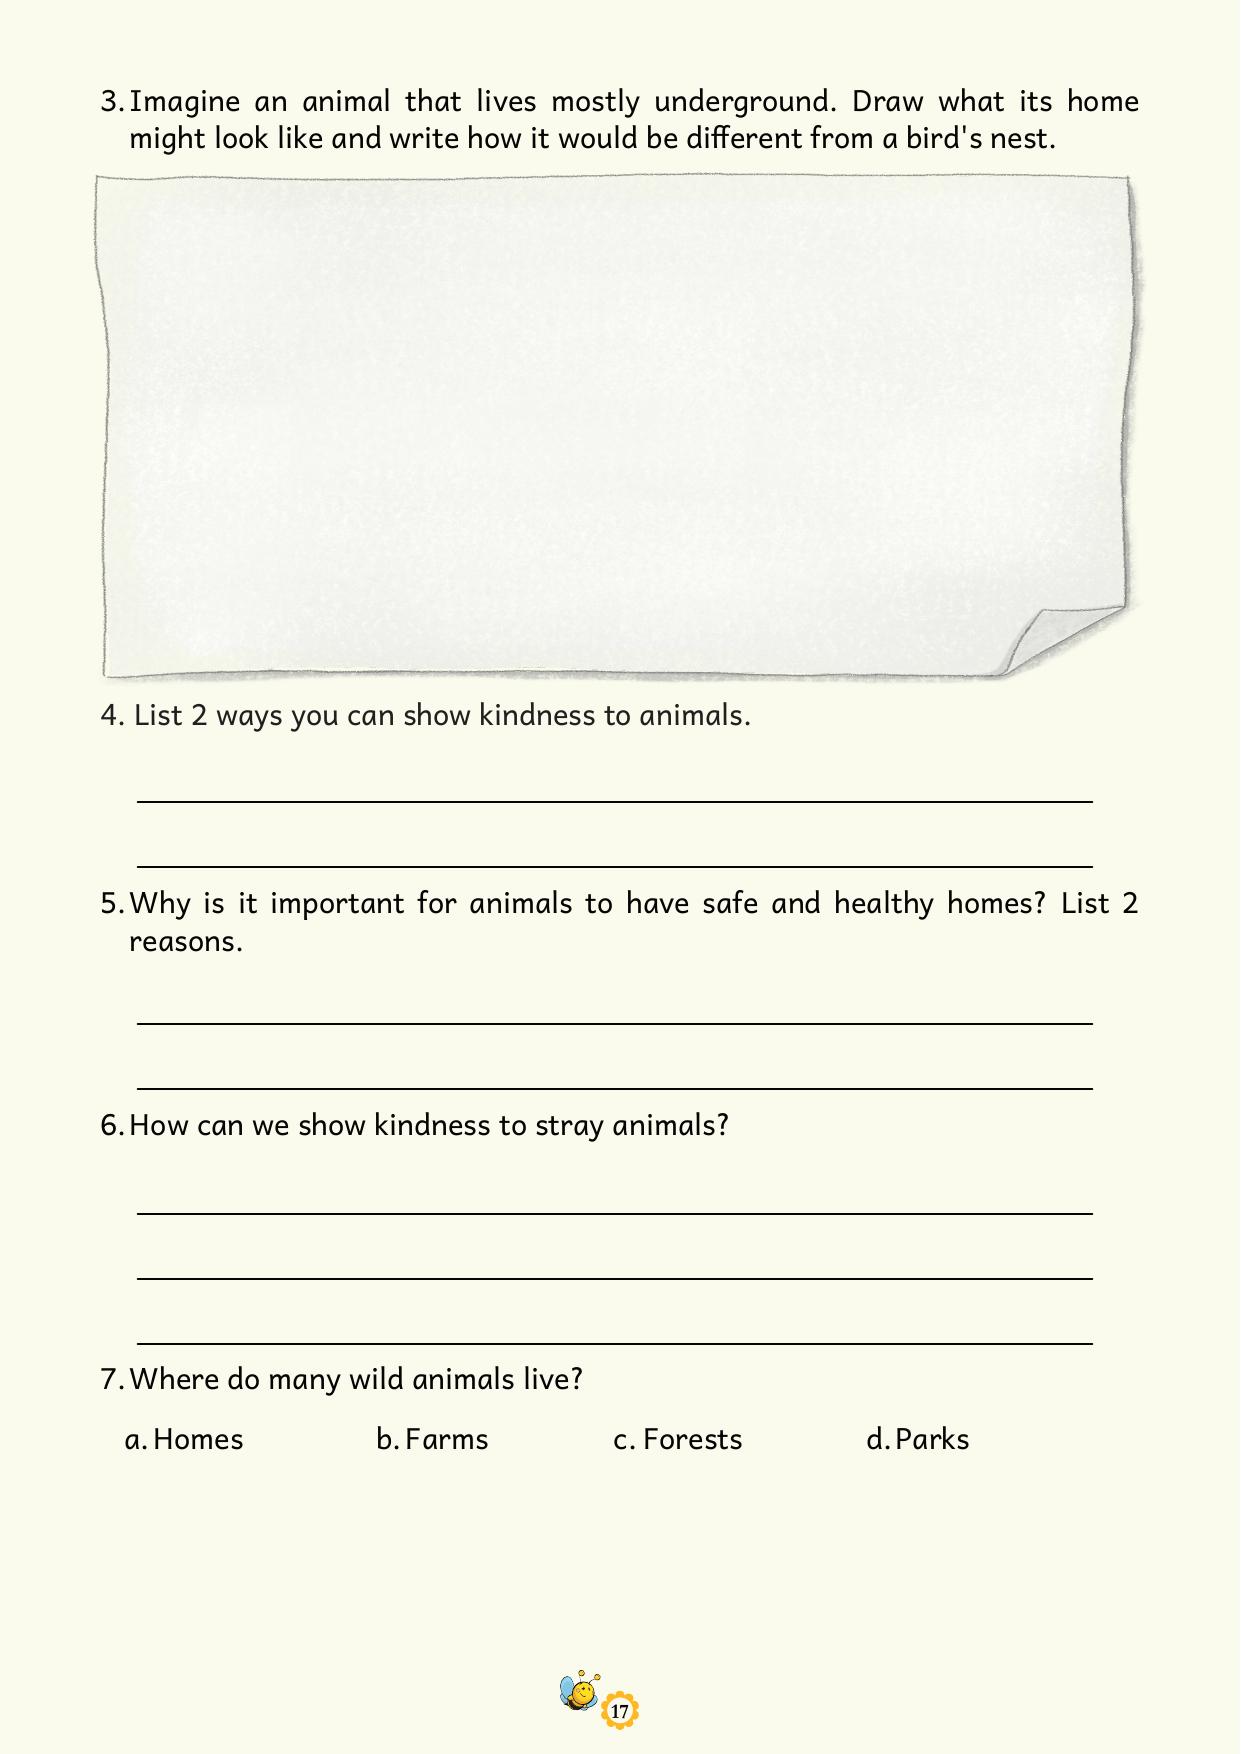 3. Imagine an animal that lives mostly underground. Draw what its home
might look like and write how it would be different from a bird's nest.
4. List 2 ways you can show kindness to animals.
5. Why is it important for animals to have safe and healthy homes? List 2
reasons.
6. How can we show kindness to stray animals?
7. Where do many wild animals live?
a. Homes b. Farms c. Forests d. Parks
17